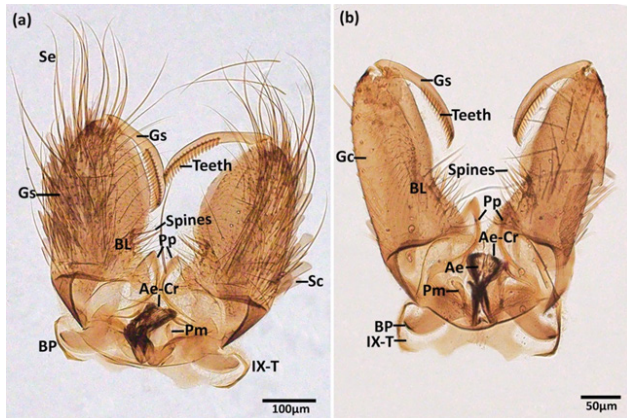 (a)
Se
Gs
Teeth
Gs
Spines
BL
Pp
Ae-Cr
Sc
Pm
BP
IX-T
100µm
(b)
Gs
Teeth
Gc
Spines
BL
Pp
Ae-Cr
Ae
Pm
BP
IX-T
50µm